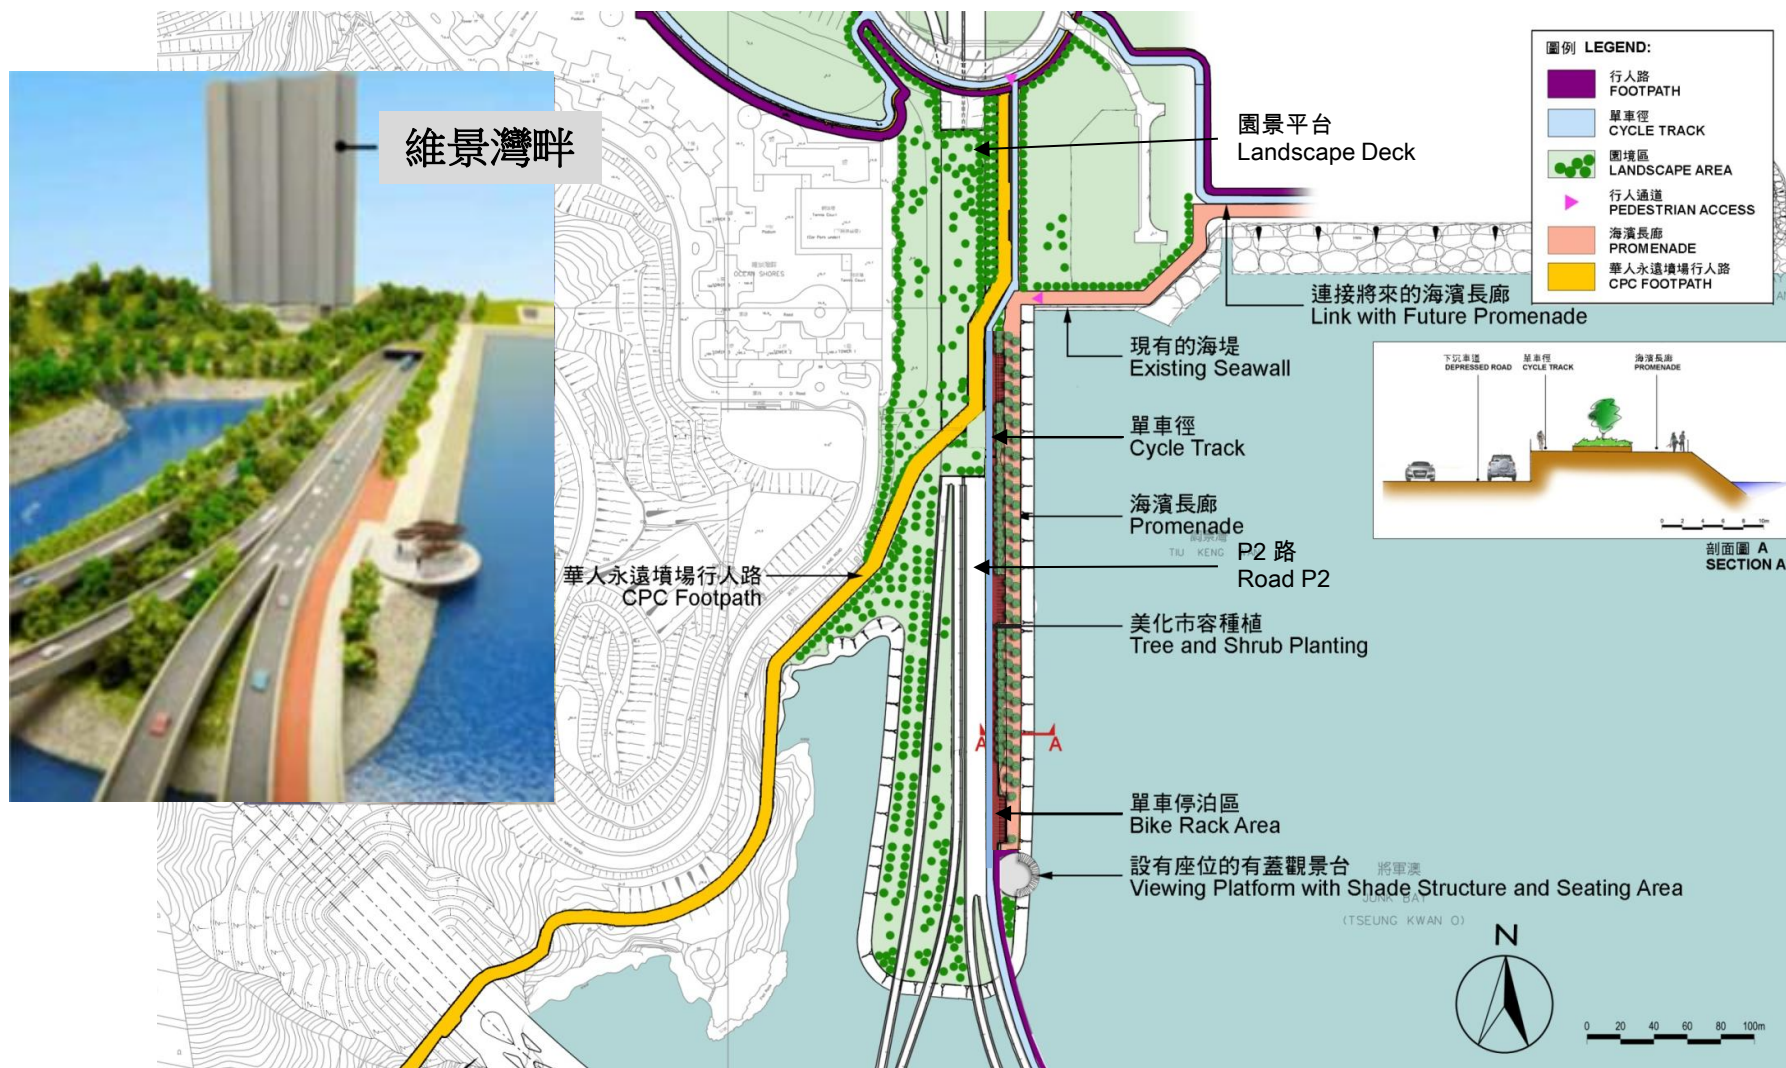 維景灣畔
園景平台
Landscape Deck
圖例 LEGEND:
行人路
FOOTPATH
單車徑
CYCLE TRACK
園境區
LANDSCAPE AREA
行人通道
PEDESTRIAN ACCESS
海濱長廊
PROMENADE
華人永遠墳場行人路
CPC FOOTPATH
連接將來的海濱長廊
Link with Future Promenade
現有的海堤
Existing Seawall
單車徑
Cycle Track
海濱長廊
Promenade
TIU KENG
P2 路
Road P2
華人永遠墳場行人路
CPC Footpath
美化市容種植
Tree and Shrub Planting
A
A
單車停泊區
Bike Rack Area
設有座位的有蓋觀景台
Viewing Platform with Shade Structure and Seating Area
將軍澳
JUNK BAY
(TSEUNG KWAN O)
OCEAN SHORES
下沉車道
DEPRESSED ROAD
單車徑
CYCLE TRACK
海濱長廊
PROMENADE
0 2 4 6 8 10m
剖面圖 A
SECTION A
N
0 20 40 60 80 100m